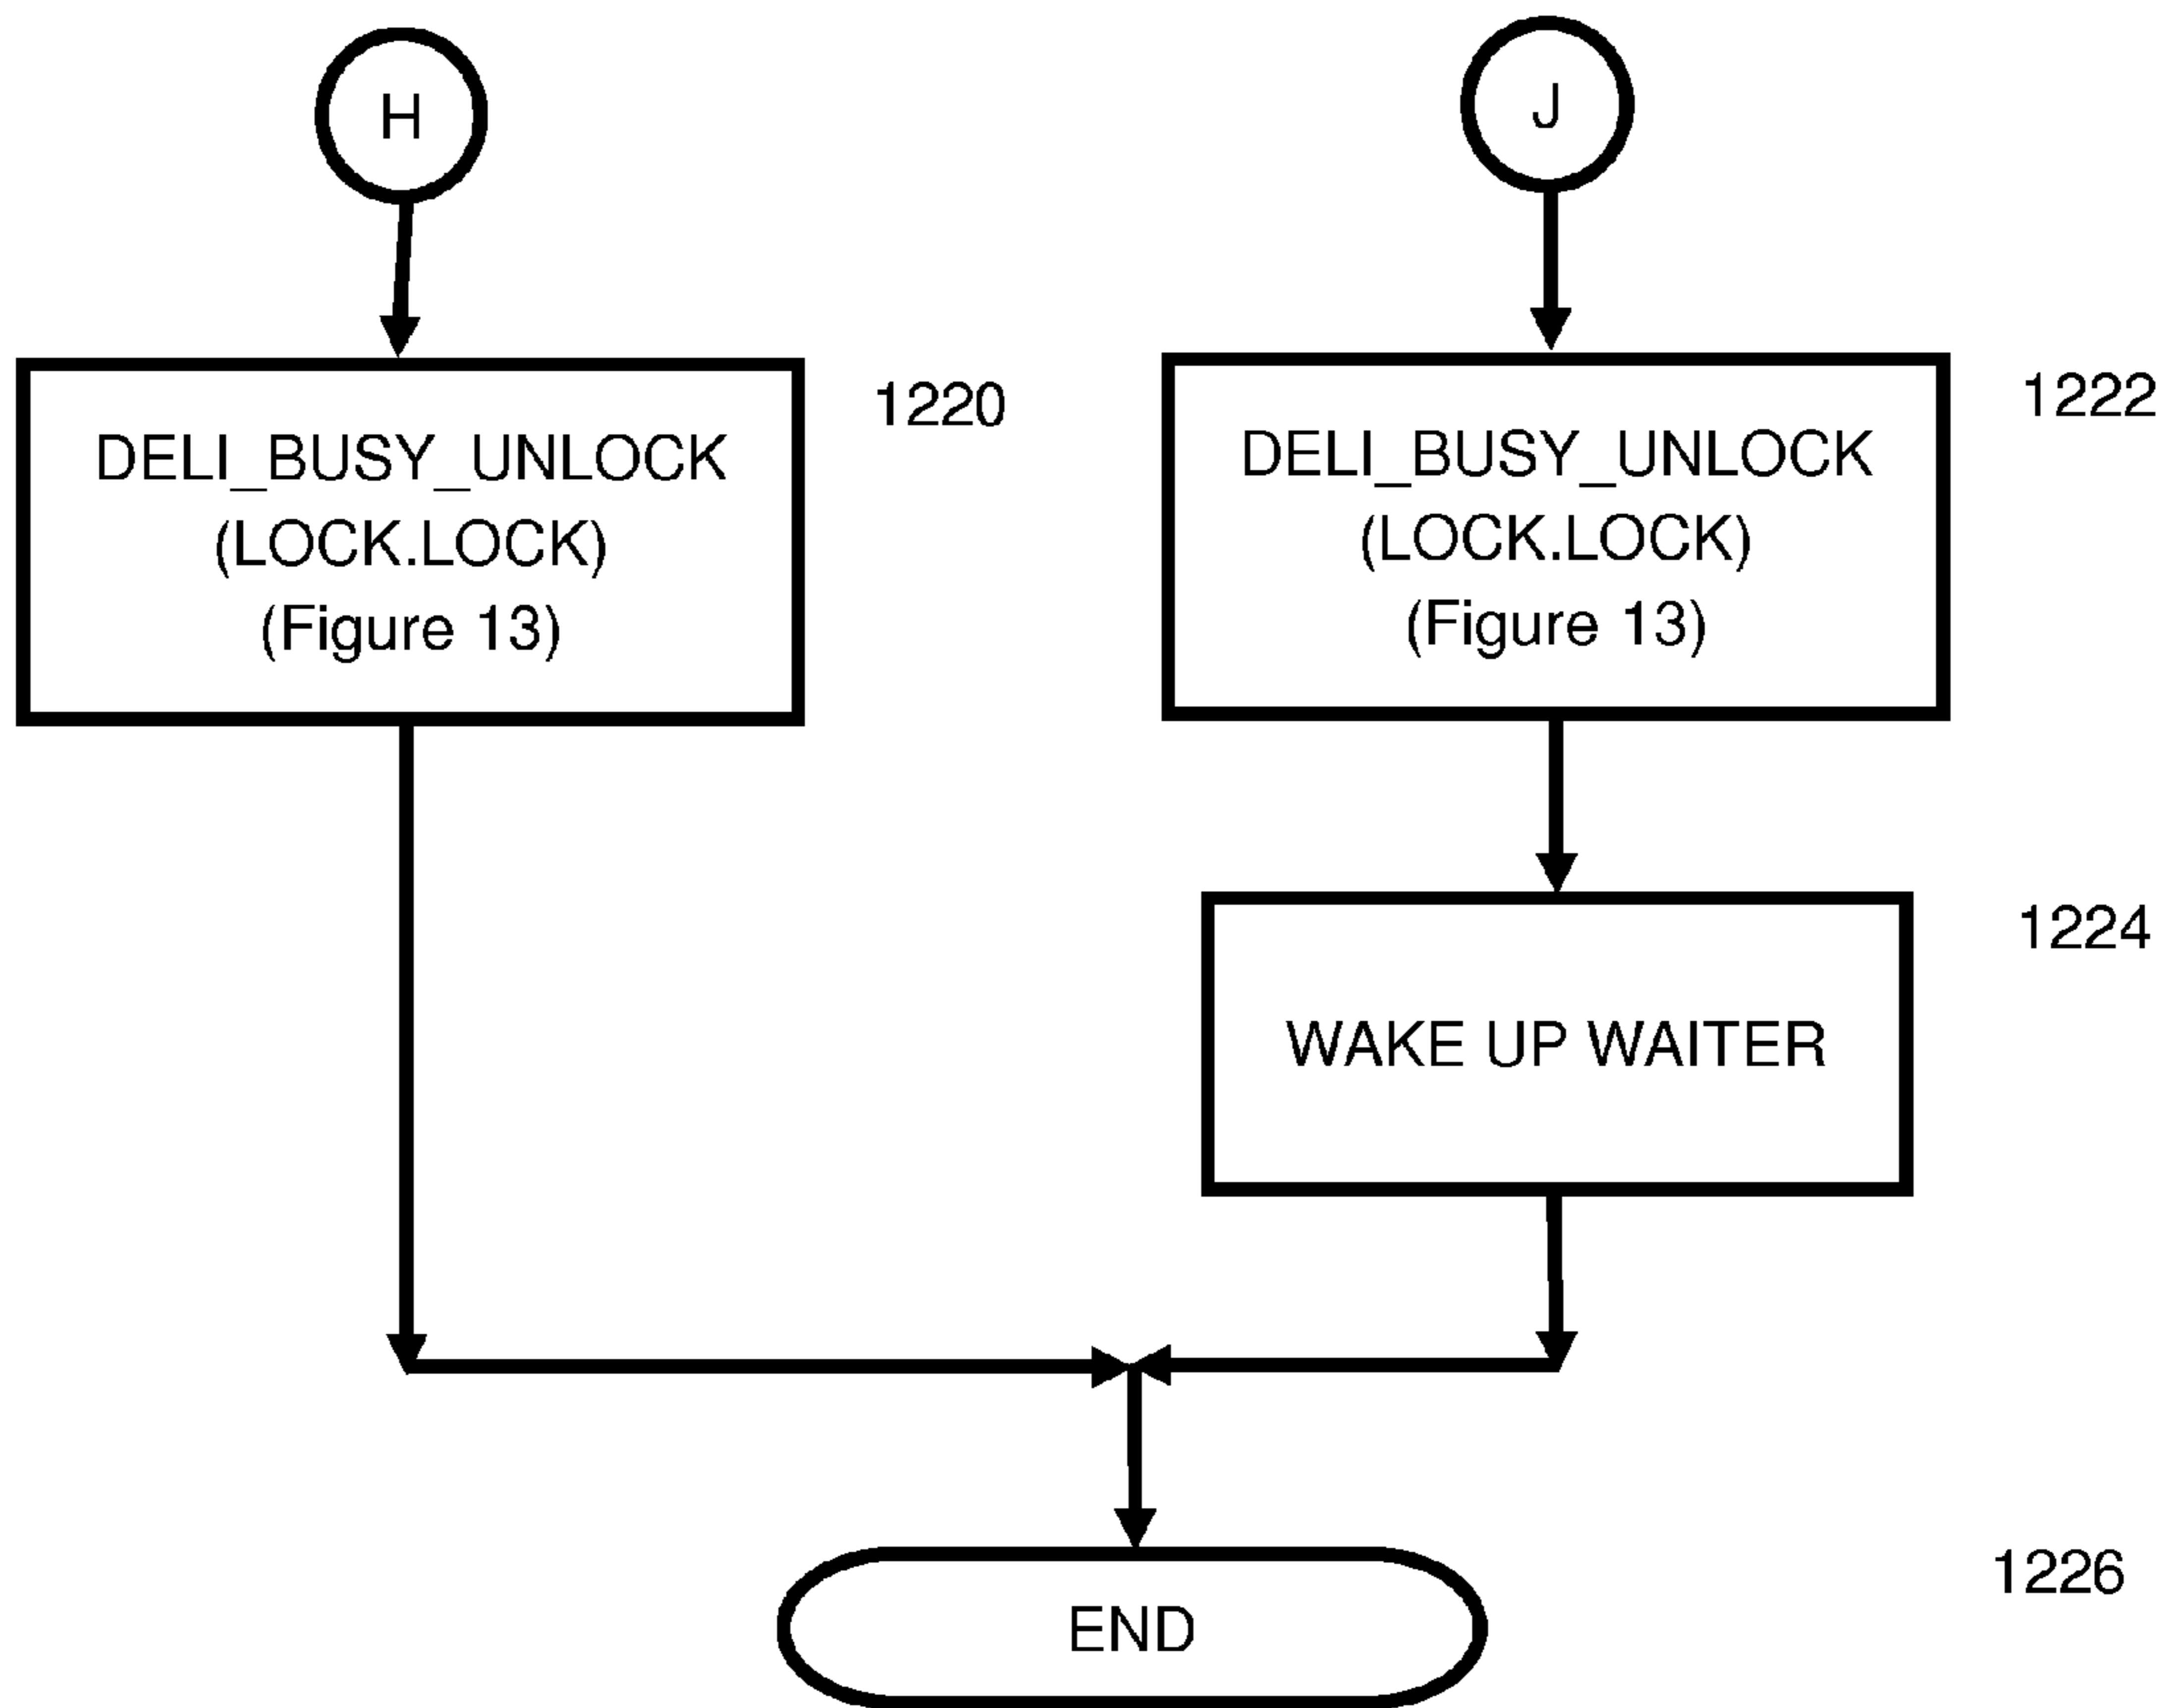 H
J
DELI_BUSY_UNLOCK
(LOCK.LOCK)
(Figure 13)
1220
DELI_BUSY_UNLOCK
(LOCK.LOCK)
(Figure 13)
1222
WAKE UP WAITER
1224
END
1226